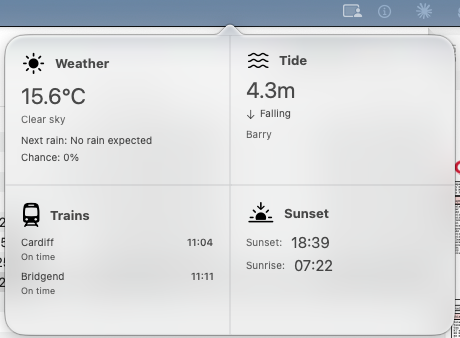 Weather
15.6°C
Clear sky
Next rain: No rain expected
Chance: 0%
Tide
4.3m
↓ Falling
Barry
Trains
Cardiff 11:04
On time
Bridgend 11:11
On time
Sunset
Sunset: 18:39
Sunrise: 07:22